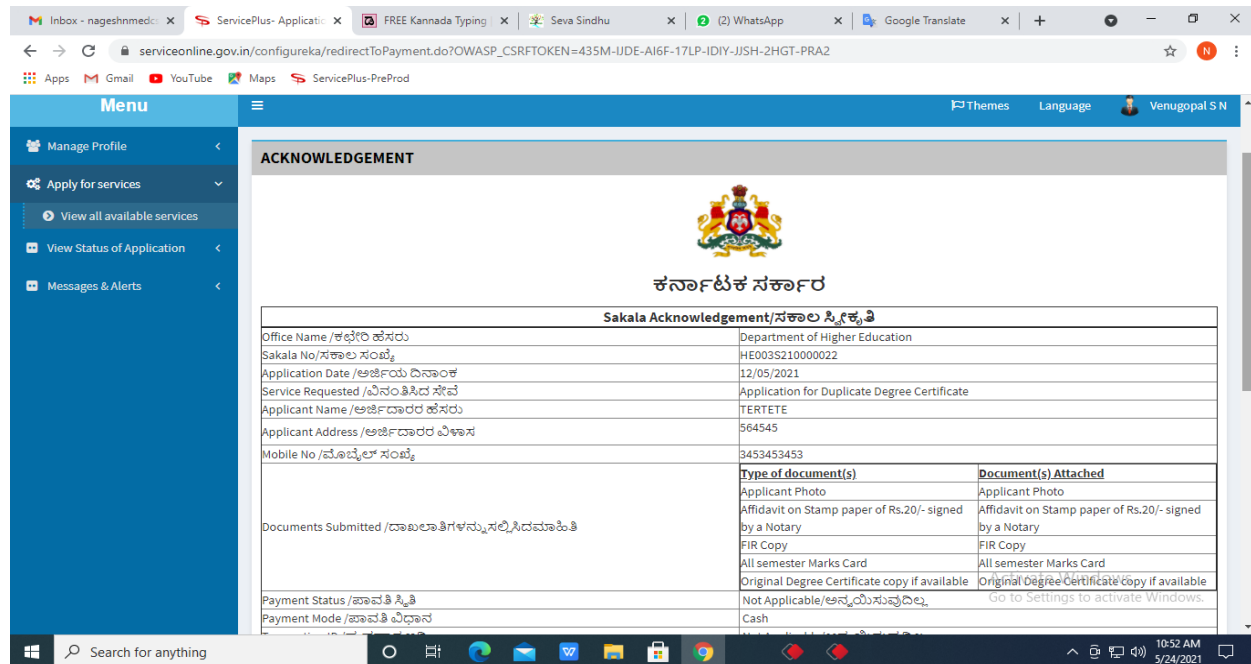 Inbox - nageshnmedc
ServicePlus- Applicatio
FREE Kannada Typing
Seva Sindhu
(2) WhatsApp
Google Translate
serviceonline.gov.in/configureka/redirectToPayment.do?OWASP_CSRFTOKEN=435M-IJDE-AI6F-17LP-IDIY-JJSH-2HGT-PRA2
N
Apps Gmail YouTube Maps ServicePlus-PreProd
Menu
Themes Language Venugopal S N
Manage Profile
Apply for services
View all available services
View Status of Application
Messages & Alerts
ACKNOWLEDGEMENT
ಕರ್ನಾಟಕ ಸರ್ಕಾರ
Sakala Acknowledgement/ಸಕಾಲ ಸ್ವೀಕೃತಿ
Office Name /ಕಛೇರಿ ಹೆಸರು Department of Higher Education
Sakala No/ಸಕಾಲ ಸಂಖ್ಯೆ HE003S210000022
Application Date /ಅರ್ಜಿಯ ದಿನಾಂಕ 12/05/2021
Service Requested /ವಿನಂತಿಸಿದ ಸೇವೆ Application for Duplicate Degree Certificate
Applicant Name /ಅರ್ಜಿದಾರರ ಹೆಸರು TERTETE
Applicant Address /ಅರ್ಜಿದಾರರ ವಿಳಾಸ 564545
Mobile No /ಮೊಬೈಲ್ ಸಂಖ್ಯೆ 3453453453
Documents Submitted /ದಾಖಲಾತಿಗಳನ್ನುಸಲ್ಲಿಸಿದಮಾಹಿತಿ
Type of document(s) Document(s) Attached
Applicant Photo Applicant Photo
Affidavit on Stamp paper of Rs.20/- signed by a Notary Affidavit on Stamp paper of Rs.20/- signed by a Notary
FIR Copy FIR Copy
All semester Marks Card All semester Marks Card
Original Degree Certificate copy if available Original Degree Certificate copy if available
Payment Status /ಪಾವತಿ ಸ್ಥಿತಿ Not Applicable/ಅನ್ವಯಿಸುವುದಿಲ್ಲ
Payment Mode /ಪಾವತಿ ವಿಧಾನ Cash
Activate Windows
Go to Settings to activate Windows.
Search for anything
10:52 AM
5/24/2021